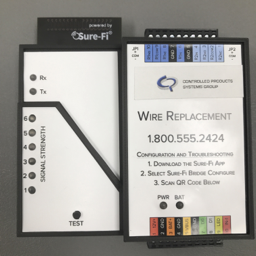 powered by
Sure-Fi
Rx
Tx
SIGNAL STRENGTH
6
5
4
3
2
1
TEST
CONTROLLED PRODUCTS
SYSTEMS GROUP
WIRE REPLACEMENT
1.800.555.2424
CONFIGURATION AND TROUBLESHOOTING
1. DOWNLOAD THE SURE-FI APP
2. SELECT SURE-FI BRIDGE CONFIGURE
3. SCAN QR CODE BELOW
PWR BAT